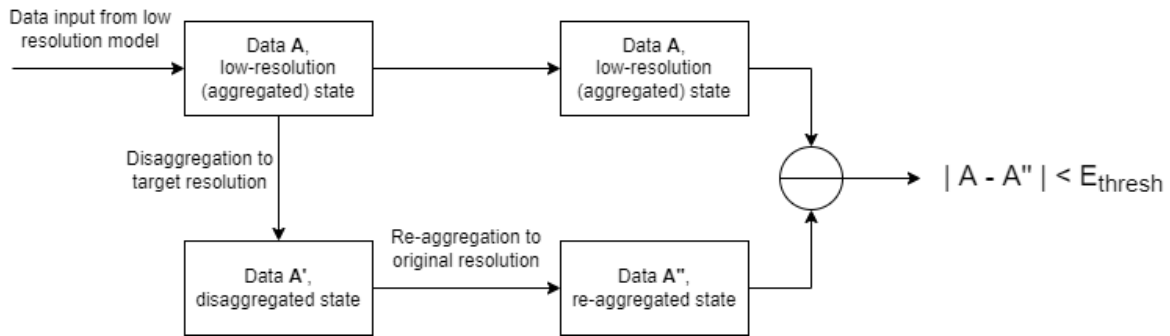 Data input from low
resolution model
Data A,
low-resolution
(aggregated) state
Data A,
low-resolution
(aggregated) state
Disaggregation to
target resolution
| A - A" | < Ethresh
Re-aggregation to
original resolution
Data A',
disaggregated state
Data A",
re-aggregated state